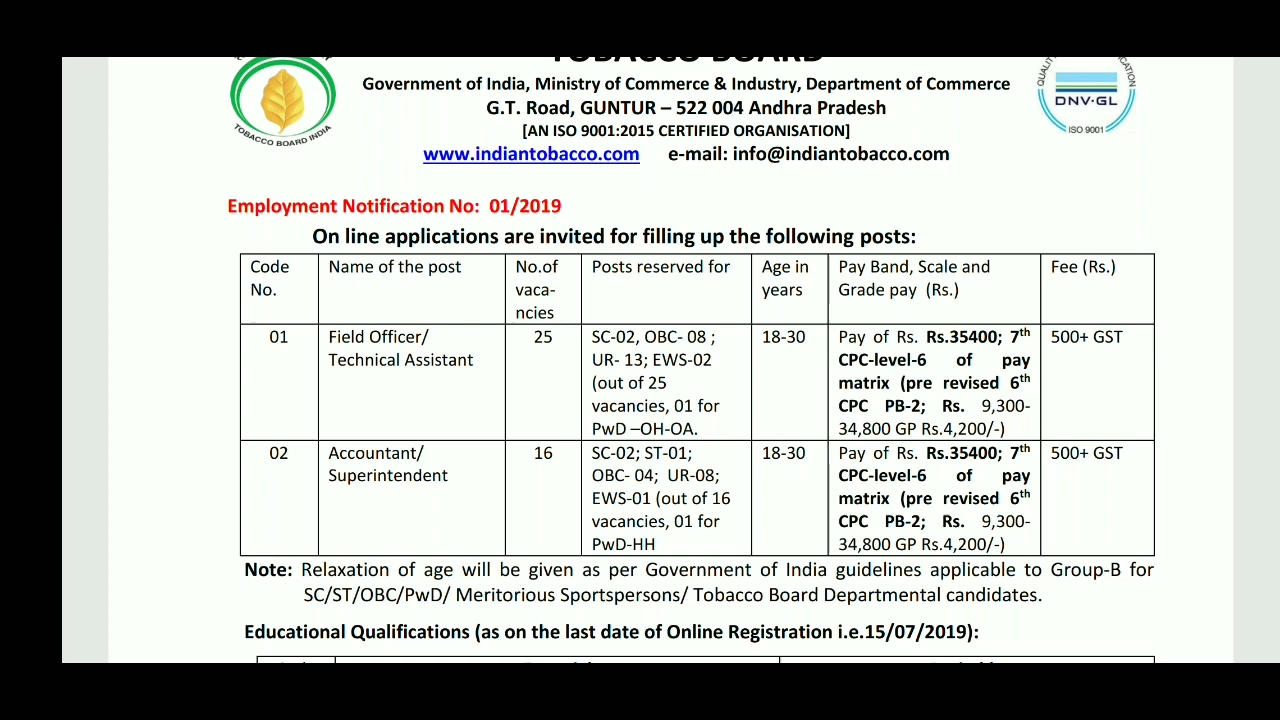 TOBACCO BOARD
Government of India, Ministry of Commerce & Industry, Department of Commerce
G.T. Road, GUNTUR – 522 004 Andhra Pradesh
[AN ISO 9001:2015 CERTIFIED ORGANISATION]
www.indiantobacco.com e-mail: info@indiantobacco.com
TOBACCO BOARD INDIA
DNV·GL
ISO 9001
Employment Notification No: 01/2019
On line applications are invited for filling up the following posts:
Code
No.
Name of the post
No.of
vaca-
ncies
Posts reserved for
Age in
years
Pay Band, Scale and
Grade pay (Rs.)
Fee (Rs.)
01
Field Officer/
Technical Assistant
25
SC-02, OBC- 08 ;
UR- 13; EWS-02
(out of 25
vacancies, 01 for
PwD –OH-OA.
18-30
Pay of Rs. Rs.35400; 7th
CPC-level-6 of pay
matrix (pre revised 6th
CPC PB-2; Rs. 9,300-
34,800 GP Rs.4,200/-)
500+ GST
02
Accountant/
Superintendent
16
SC-02; ST-01;
OBC- 04; UR-08;
EWS-01 (out of 16
vacancies, 01 for
PwD-HH
18-30
Pay of Rs. Rs.35400; 7th
CPC-level-6 of pay
matrix (pre revised 6th
CPC PB-2; Rs. 9,300-
34,800 GP Rs.4,200/-)
500+ GST
Note: Relaxation of age will be given as per Government of India guidelines applicable to Group-B for
SC/ST/OBC/PwD/ Meritorious Sportspersons/ Tobacco Board Departmental candidates.
Educational Qualifications (as on the last date of Online Registration i.e.15/07/2019):